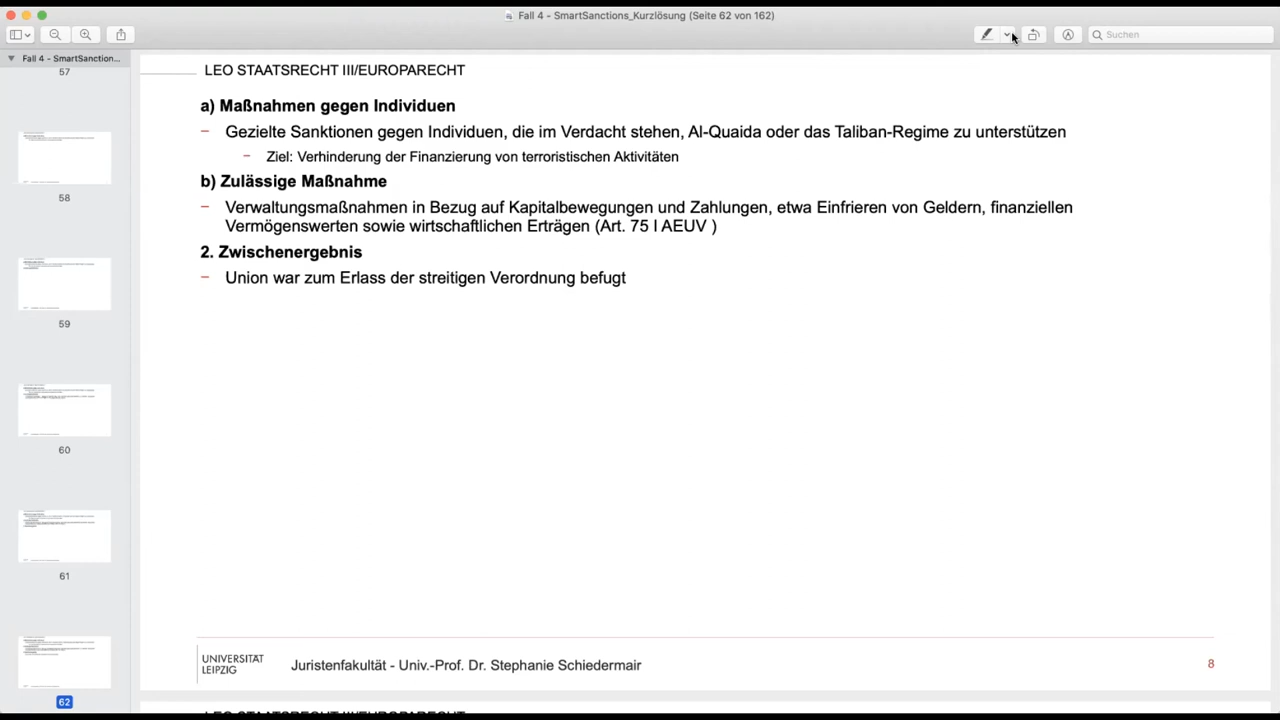 Fall 4 - SmartSanctions_Kurzlösung (Seite 62 von 162)
Suchen
Fall 4 - SmartSanction...
57
58
59
60
61
62
LEO STAATSRECHT III/EUROPARECHT
a) Maßnahmen gegen Individuen
– Gezielte Sanktionen gegen Individuen, die im Verdacht stehen, Al-Quaida oder das Taliban-Regime zu unterstützen
– Ziel: Verhinderung der Finanzierung von terroristischen Aktivitäten
b) Zulässige Maßnahme
– Verwaltungsmaßnahmen in Bezug auf Kapitalbewegungen und Zahlungen, etwa Einfrieren von Geldern, finanziellen
Vermögenswerten sowie wirtschaftlichen Erträgen (Art. 75 I AEUV )
2. Zwischenergebnis
– Union war zum Erlass der streitigen Verordnung befugt
UNIVERSITÄT
LEIPZIG
Juristenfakultät - Univ.-Prof. Dr. Stephanie Schiedermair
8
LEO STAATSRECHT III/EUROPARECHT